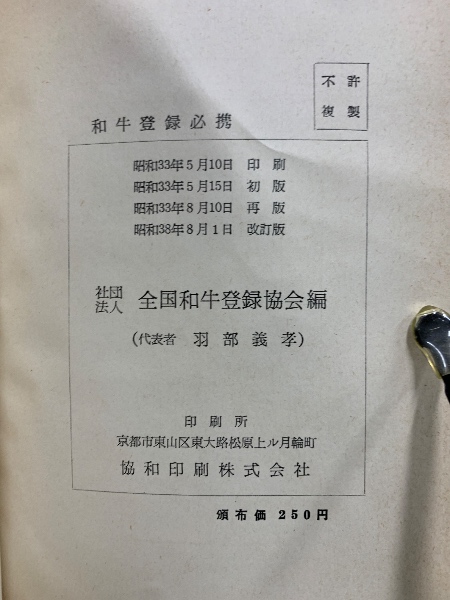 不許
複製
和牛登録必携
昭和33年5月10日 印刷
昭和33年5月15日 初版
昭和33年8月10日 再版
昭和38年8月1日 改訂版
社団法人 全国和牛登録協会編
(代表者 羽部義孝)
印刷所
京都市東山区東大路松原上ル月輪町
協和印刷株式会社
頒布価 250円